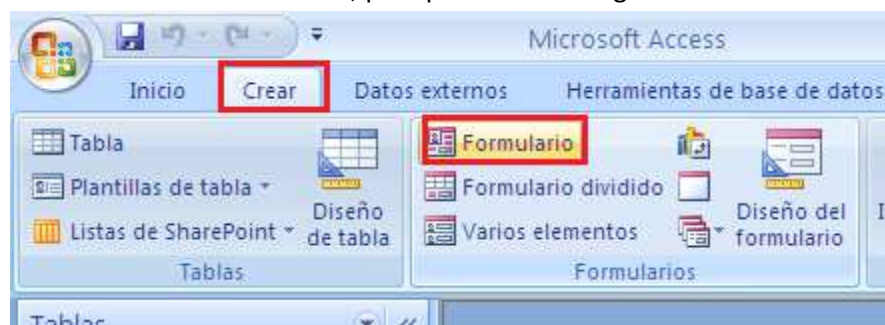 Microsoft Access
Inicio Crear Datos externos Herramientas de base de datos
Tabla
Plantillas de tabla
Listas de SharePoint
Diseño
de tabla
Tablas
Formulario
Formulario dividido
Varios elementos
Diseño del
formulario
Formularios
Tablas